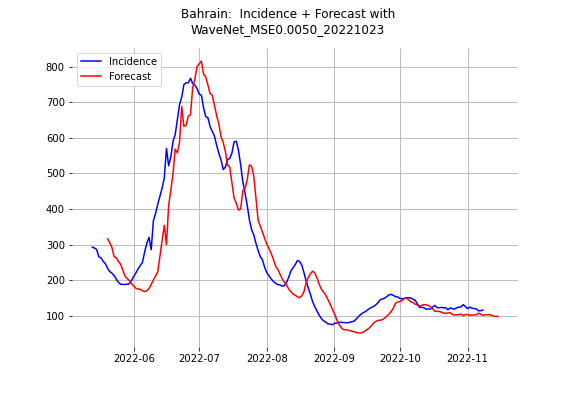 Bahrain:  Incidence + Forecast with
WaveNet_MSE0.0050_20221023
Incidence
Forecast
800
700
600
500
400
300
200
100
2022-06 2022-07 2022-08 2022-09 2022-10 2022-11